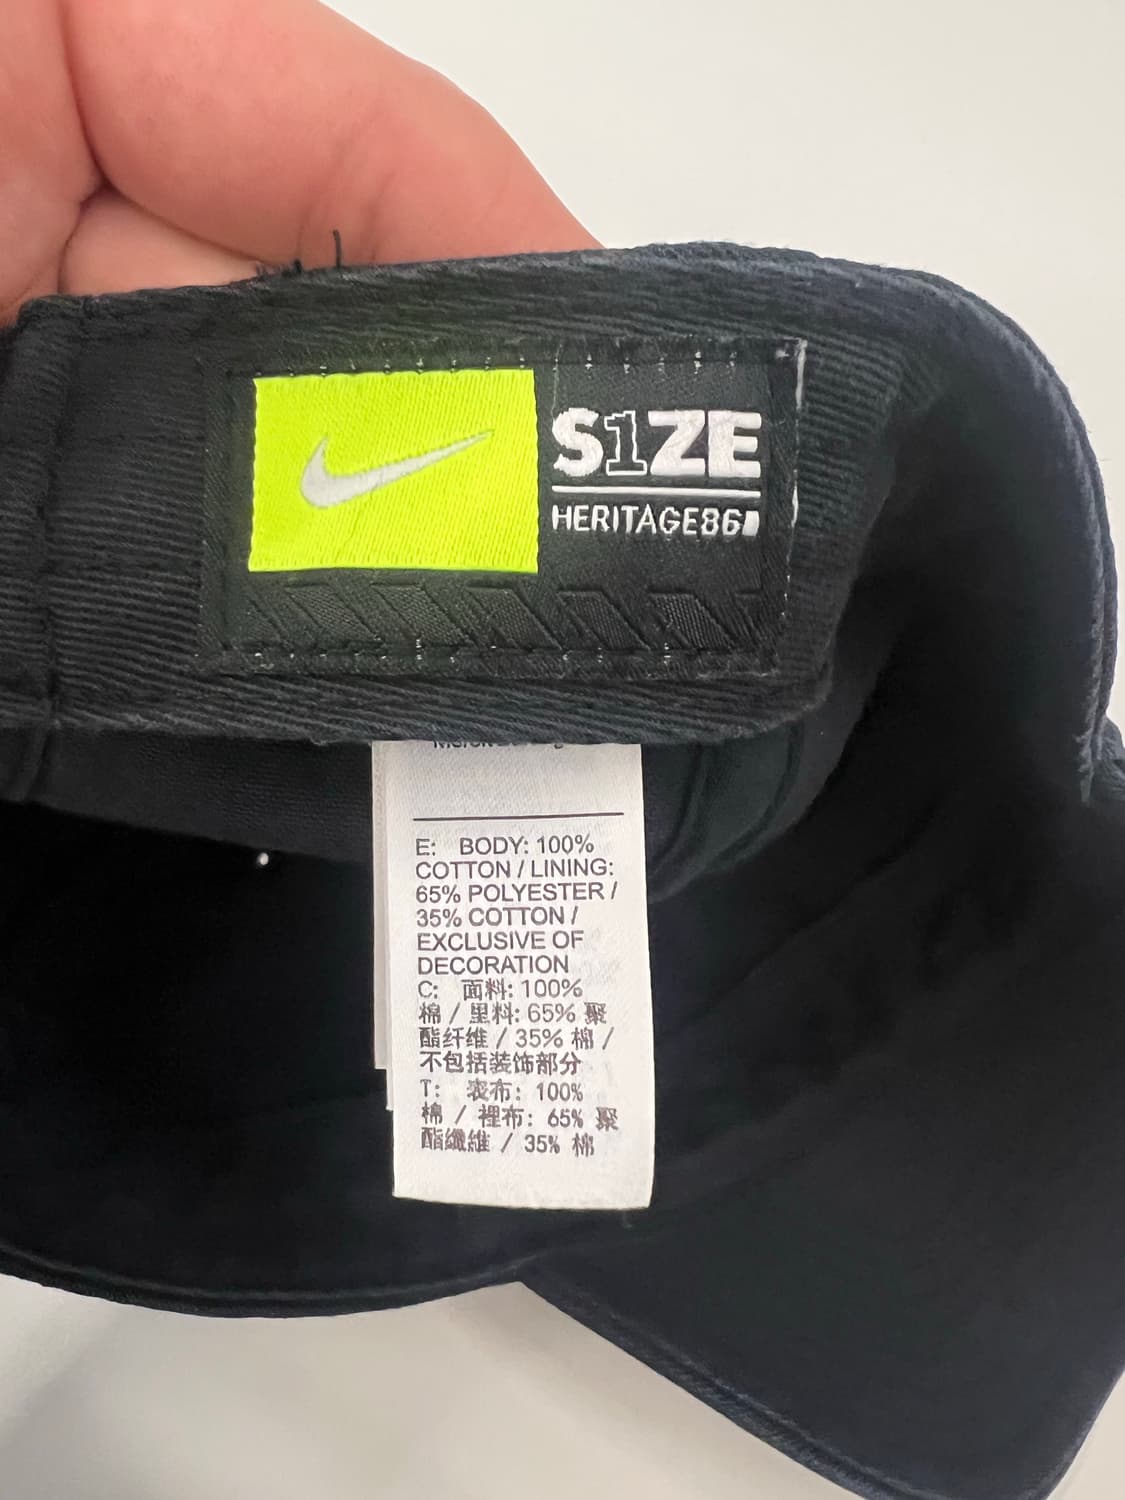 S1ZE
HERITAGE86
E: BODY: 100%
COTTON / LINING:
65% POLYESTER /
35% COTTON /
EXCLUSIVE OF
DECORATION
C: 面料: 100%
棉 / 里料: 65% 聚
酯纤维 / 35% 棉 /
不包括装饰部分
T: 表布: 100%
棉 / 裡布: 65% 聚
酯纖維 / 35% 棉